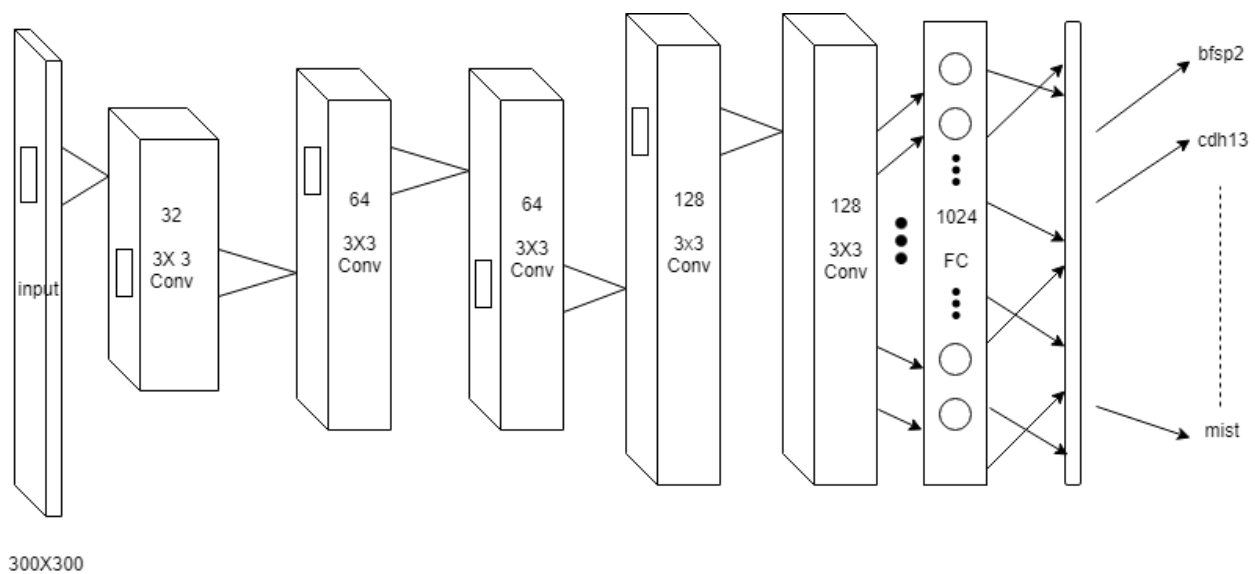 input
300X300
32
3X 3
Conv
64
3X3
Conv
64
3X3
Conv
128
3x3
Conv
128
3X3
Conv
1024
FC
bfsp2
cdh13
mist